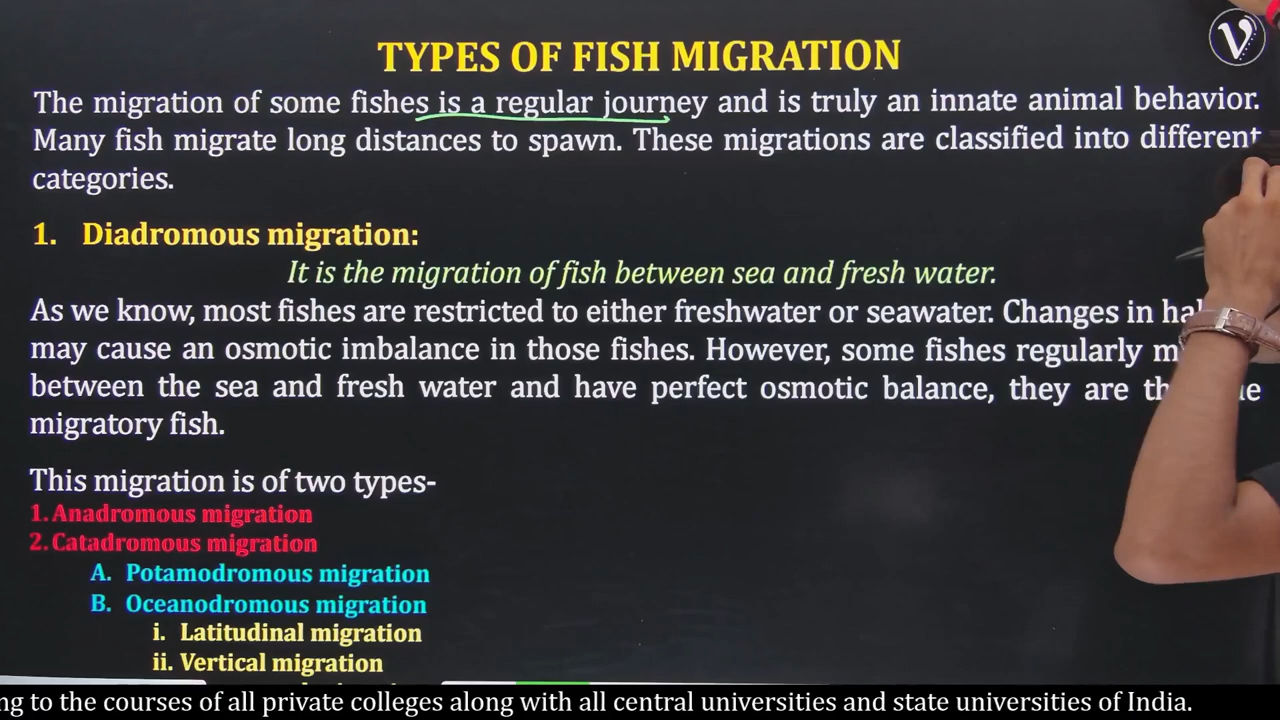 TYPES OF FISH MIGRATION
The migration of some fishes is a regular journey and is truly an innate animal behavior.
Many fish migrate long distances to spawn. These migrations are classified into different
categories.
1. Diadromous migration:
It is the migration of fish between sea and fresh water.
As we know, most fishes are restricted to either freshwater or seawater. Changes in
may cause an osmotic imbalance in those fishes. However, some fishes regularly
between the sea and fresh water and have perfect osmotic balance, they are
migratory fish.
This migration is of two types-
1. Anadromous migration
2. Catadromous migration
A. Potamodromous migration
B. Oceanodromous migration
i. Latitudinal migration
ii. Vertical migration
to the courses of all private colleges along with all central universities and state universities of India.
V